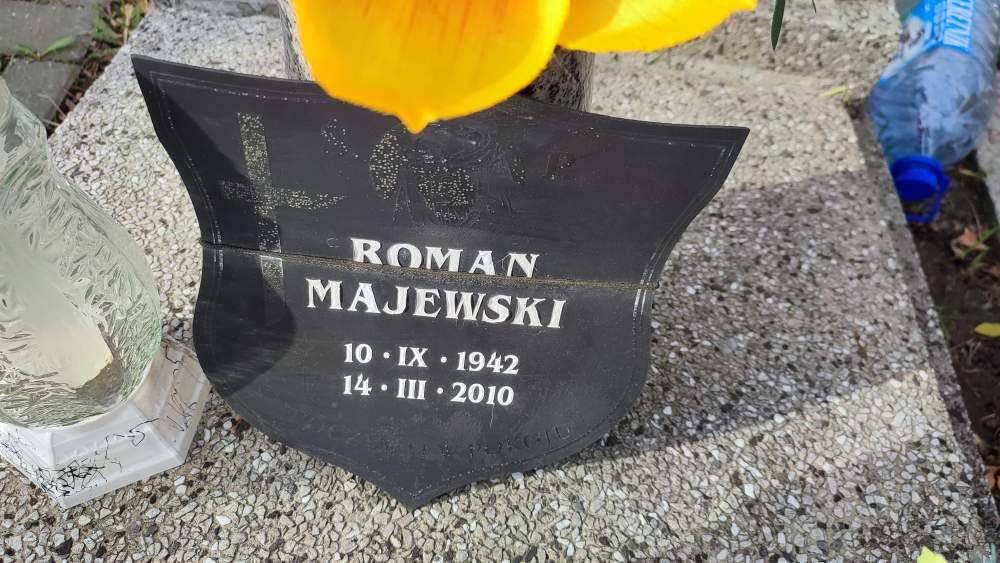 Ś P
ROMAN
MAJEWSKI
10 · IX · 1942
14 · III · 2010